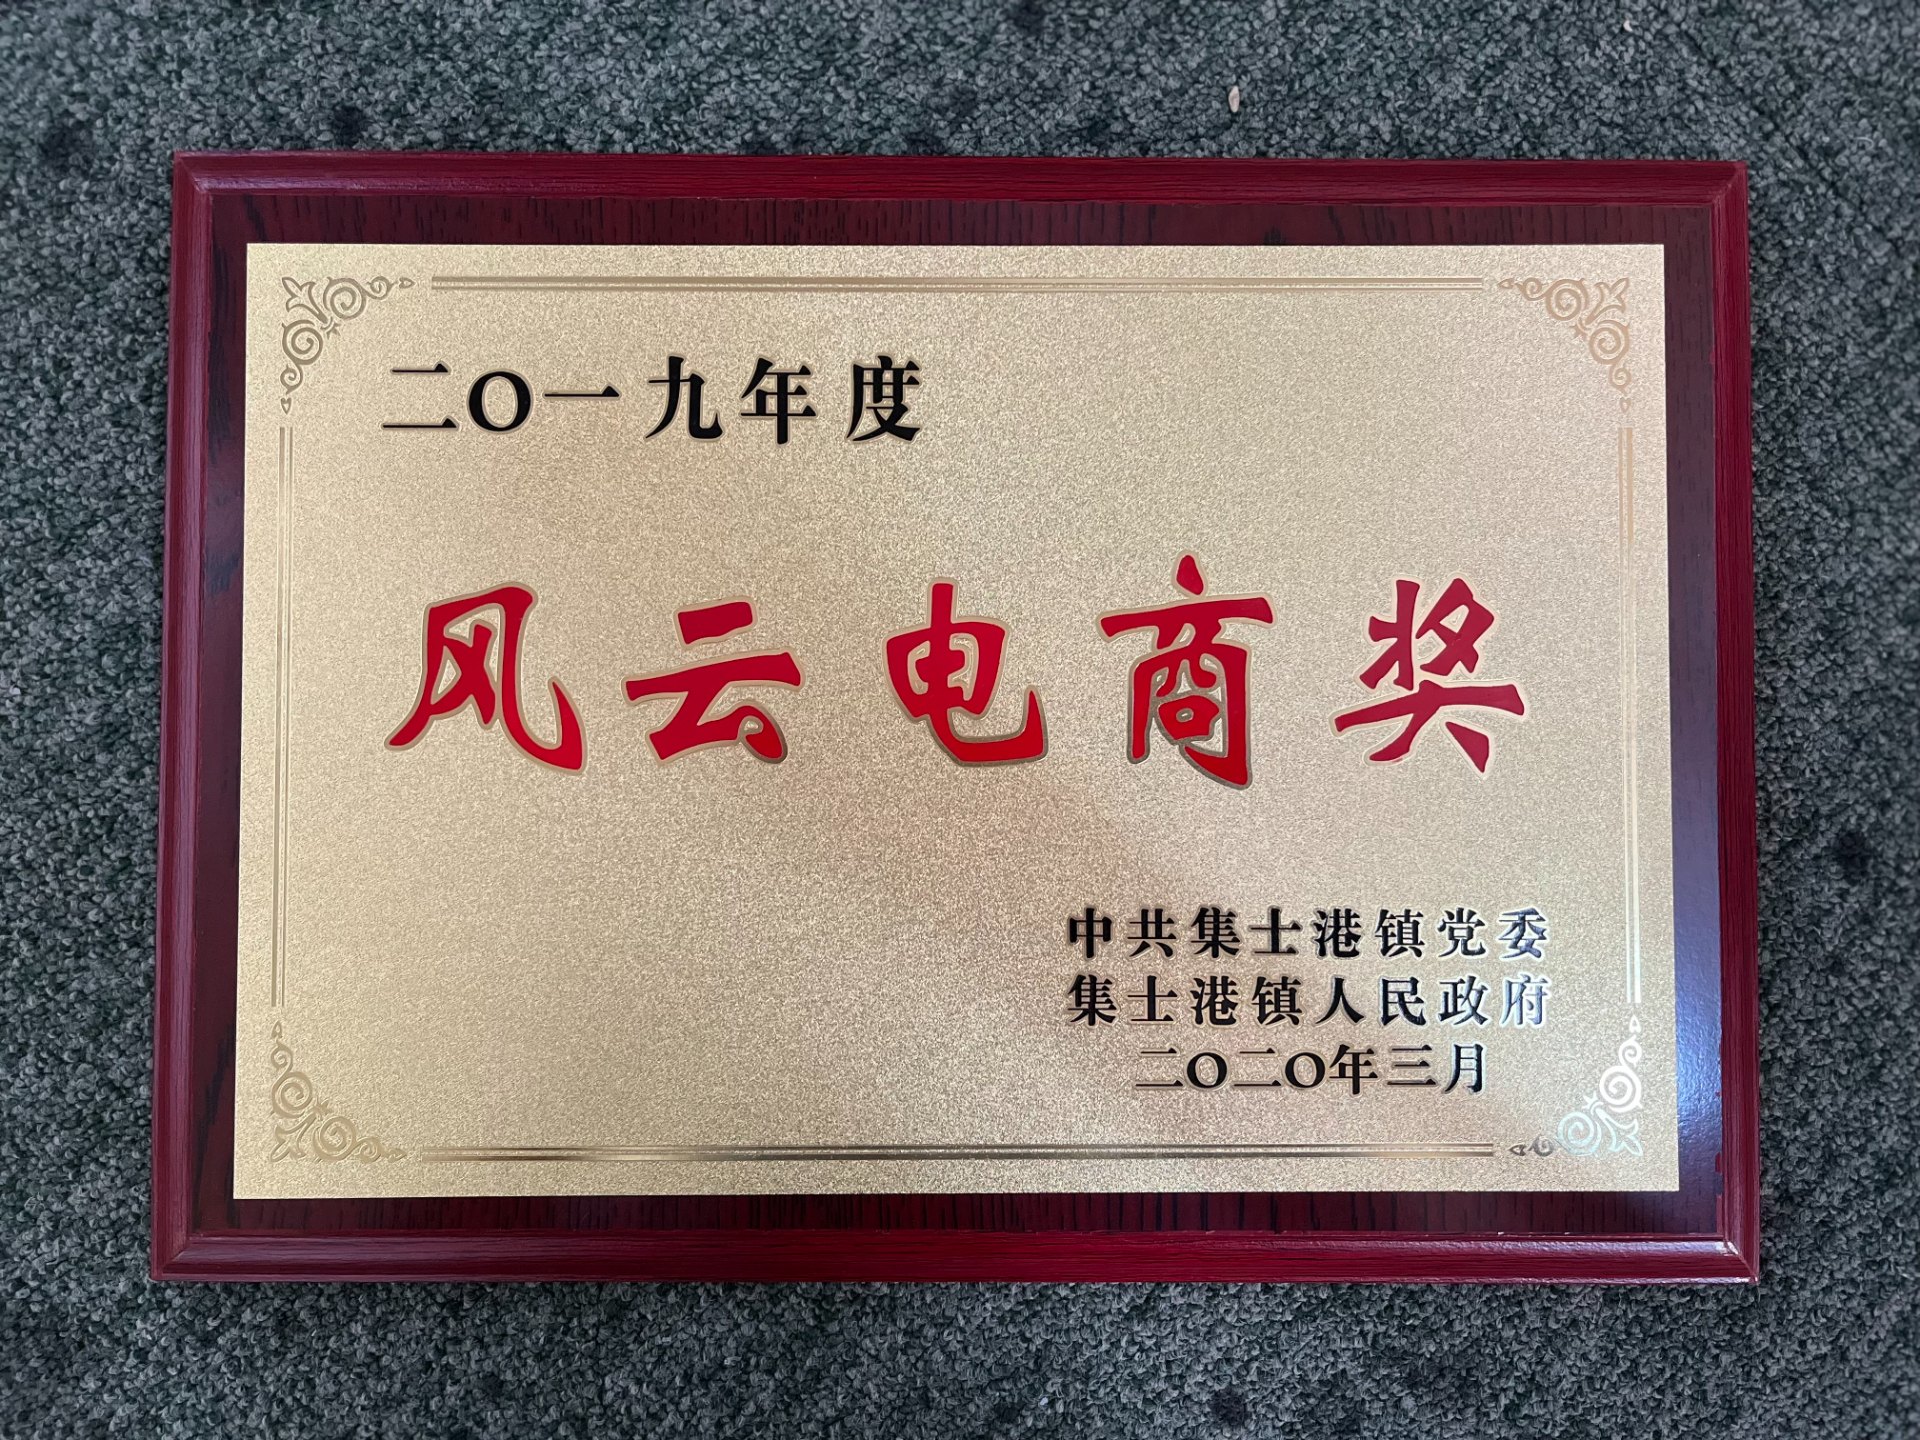 二〇一九年度
风云电商奖
中共集士港镇党委
集士港镇人民政府
二〇二〇年三月